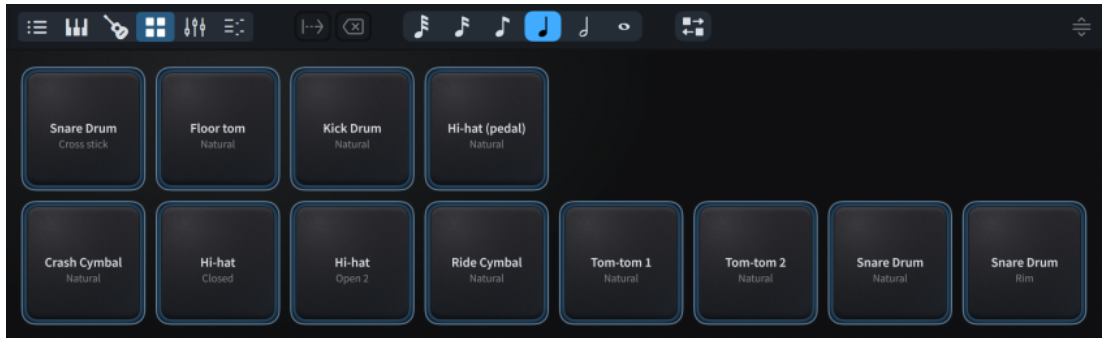 Snare Drum
Cross stick
Floor tom
Natural
Kick Drum
Natural
Hi-hat (pedal)
Natural
Crash Cymbal
Natural
Hi-hat
Closed
Hi-hat
Open 2
Ride Cymbal
Natural
Tom-tom 1
Natural
Tom-tom 2
Natural
Snare Drum
Natural
Snare Drum
Rim